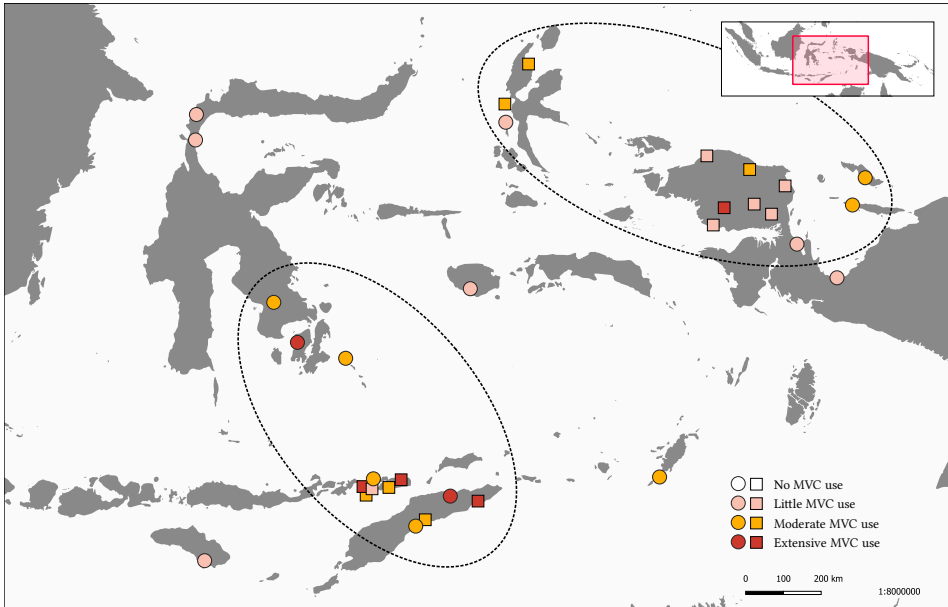 No MVC use
Little MVC use
Moderate MVC use
Extensive MVC use
0 100 200 km
1:8000000